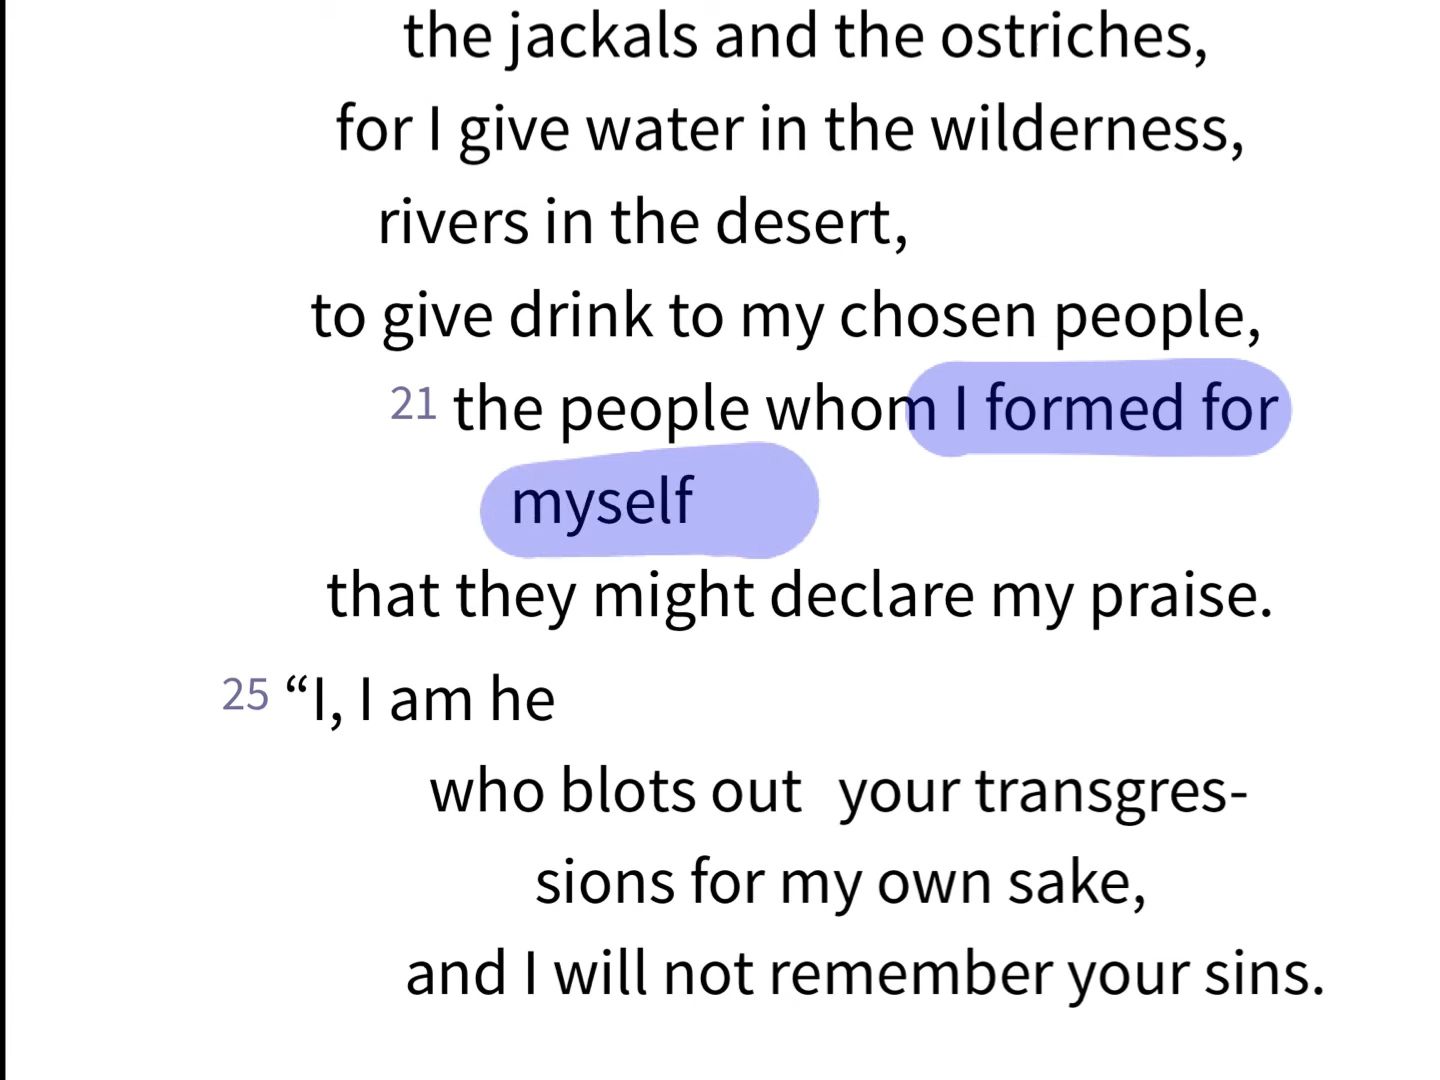 the jackals and the ostriches,
for I give water in the wilderness,
rivers in the desert,
to give drink to my chosen people,
21 the people whom I formed for
myself
that they might declare my praise.
25 “I, I am he
who blots out your transgres-
sions for my own sake,
and I will not remember your sins.